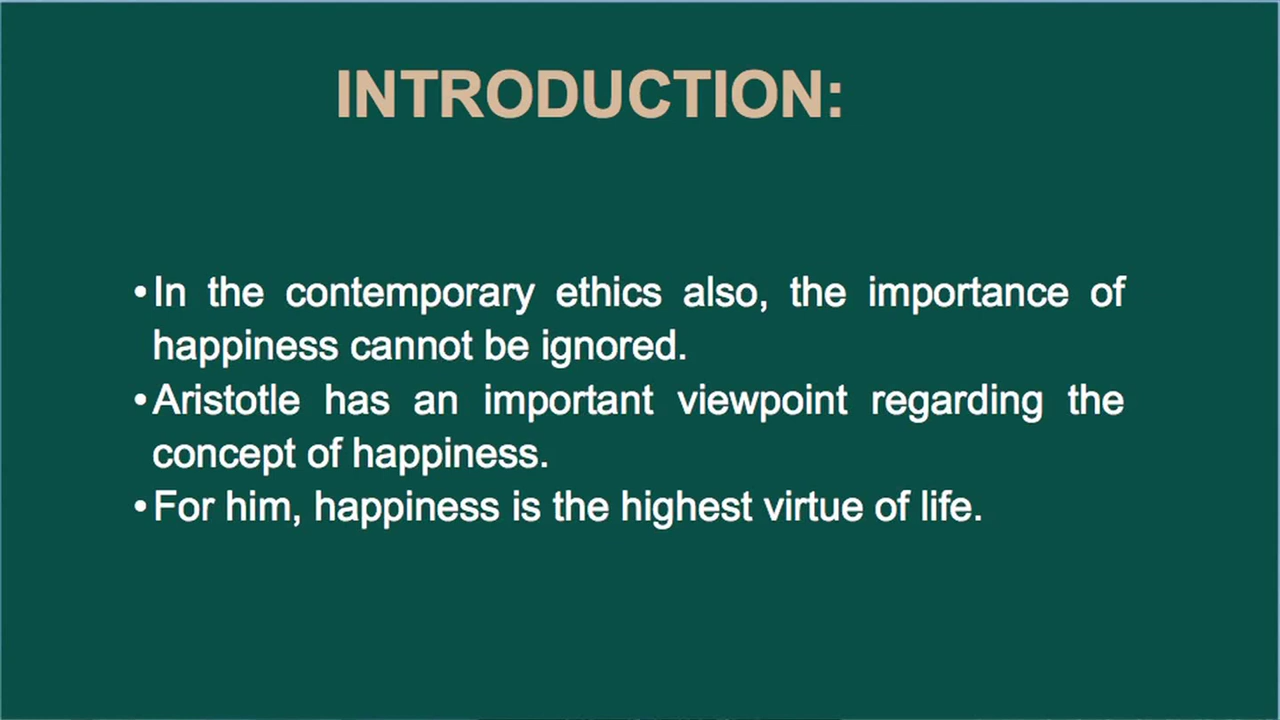 INTRODUCTION:
•In the contemporary ethics also, the importance of
happiness cannot be ignored.
•Aristotle has an important viewpoint regarding the
concept of happiness.
•For him, happiness is the highest virtue of life.